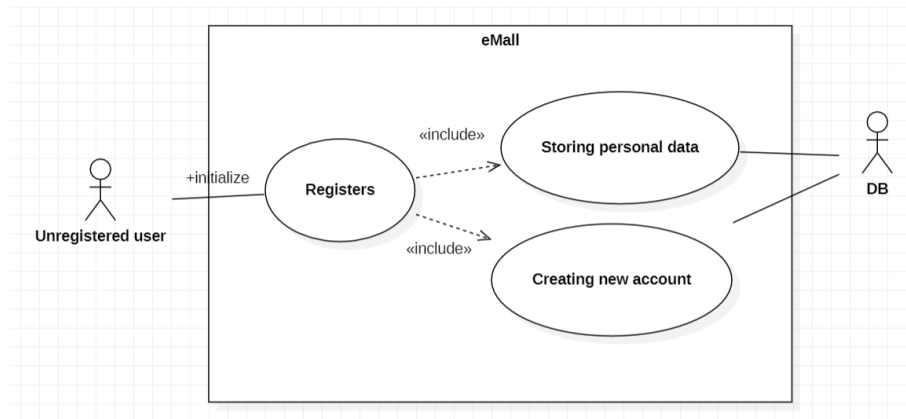 eMall
«include»
Storing personal data
+initialize
Registers
DB
Unregistered user
«include»
Creating new account